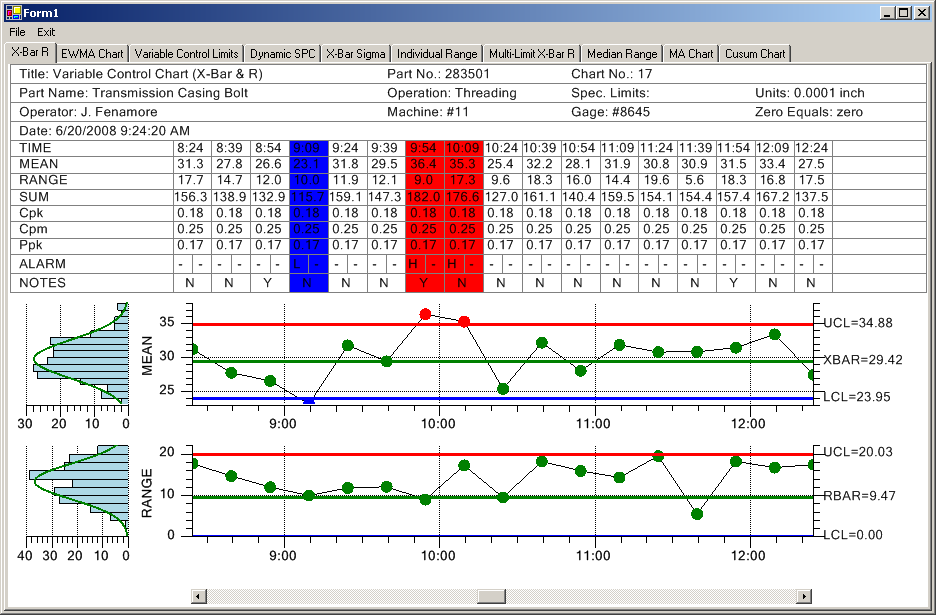 Form1
File Exit
X-Bar R EWMA Chart Variable Control Limits Dynamic SPC X-Bar Sigma Individual Range Multi-Limit X-Bar R Median Range MA Chart Cusum Chart
Title: Variable Control Chart (X-Bar & R) Part No.: 283501 Chart No.: 17
Part Name: Transmission Casing Bolt Operation: Threading Spec. Limits: Units: 0.0001 inch
Operator: J. Fenamore Machine: #11 Gage: #8645 Zero Equals: zero
Date: 6/20/2008 9:24:20 AM
TIME 8:24 8:39 8:54 9:09 9:24 9:39 9:54 10:09 10:24 10:39 10:54 11:09 11:24 11:39 11:54 12:09 12:24
MEAN 31.3 27.8 26.6 23.1 31.8 29.5 36.4 35.3 25.4 32.2 28.1 31.9 30.8 30.9 31.5 33.4 27.5
RANGE 17.7 14.7 12.0 10.0 11.9 12.1 9.0 17.3 9.6 18.3 16.0 14.4 19.6 5.6 18.3 16.8 17.5
SUM 156.3 138.9 132.9 115.7 159.1 147.3 182.0 176.6 127.0 161.1 140.4 159.5 154.1 154.4 157.4 167.2 137.5
Cpk 0.18 0.18 0.18 0.18 0.18 0.18 0.18 0.18 0.18 0.18 0.18 0.18 0.18 0.18 0.18 0.18 0.18
Cpm 0.25 0.25 0.25 0.25 0.25 0.25 0.25 0.25 0.25 0.25 0.25 0.25 0.25 0.25 0.25 0.25 0.25
Ppk 0.17 0.17 0.17 0.17 0.17 0.17 0.17 0.17 0.17 0.17 0.17 0.17 0.17 0.17 0.17 0.17 0.17
ALARM - - - - - - L - - - - - H - H - - - - - - - - - - - - - - - - - - -
NOTES N N Y N N N Y N N N N N N N Y N N
MEAN
35
30
25
UCL=34.88
XBAR=29.42
LCL=23.95
30 20 10 0
9:00 10:00 11:00 12:00
RANGE
20
10
0
UCL=20.03
RBAR=9.47
LCL=0.00
40 30 20 10 0
9:00 10:00 11:00 12:00